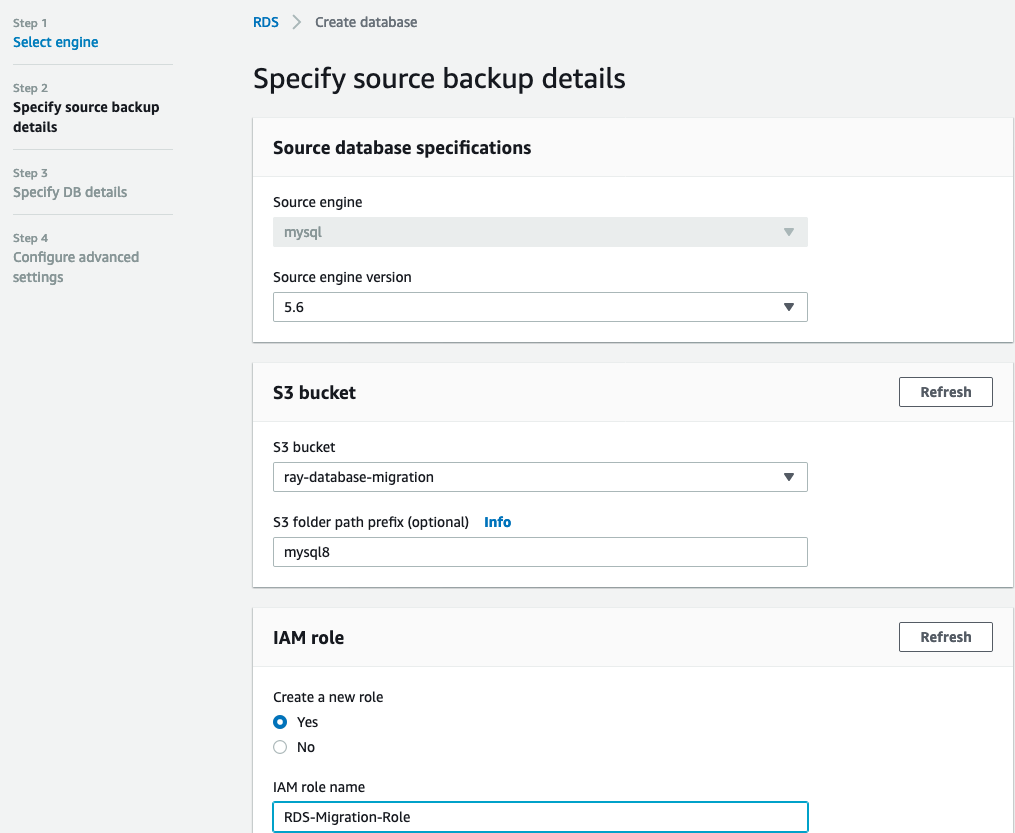 Step 1
Select engine
Step 2
Specify source backup
details
Step 3
Specify DB details
Step 4
Configure advanced
settings
RDS > Create database
Specify source backup details
Source database specifications
Source engine
mysql
Source engine version
5.6
S3 bucket
Refresh
S3 bucket
ray-database-migration
S3 folder path prefix (optional) Info
mysql8
IAM role
Refresh
Create a new role
Yes
No
IAM role name
RDS-Migration-Role